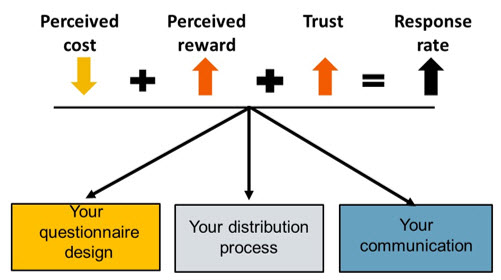 Perceived Perceived Trust Response
cost reward rate
+ + =
Your
questionnaire
design
Your distribution
process
Your
communication